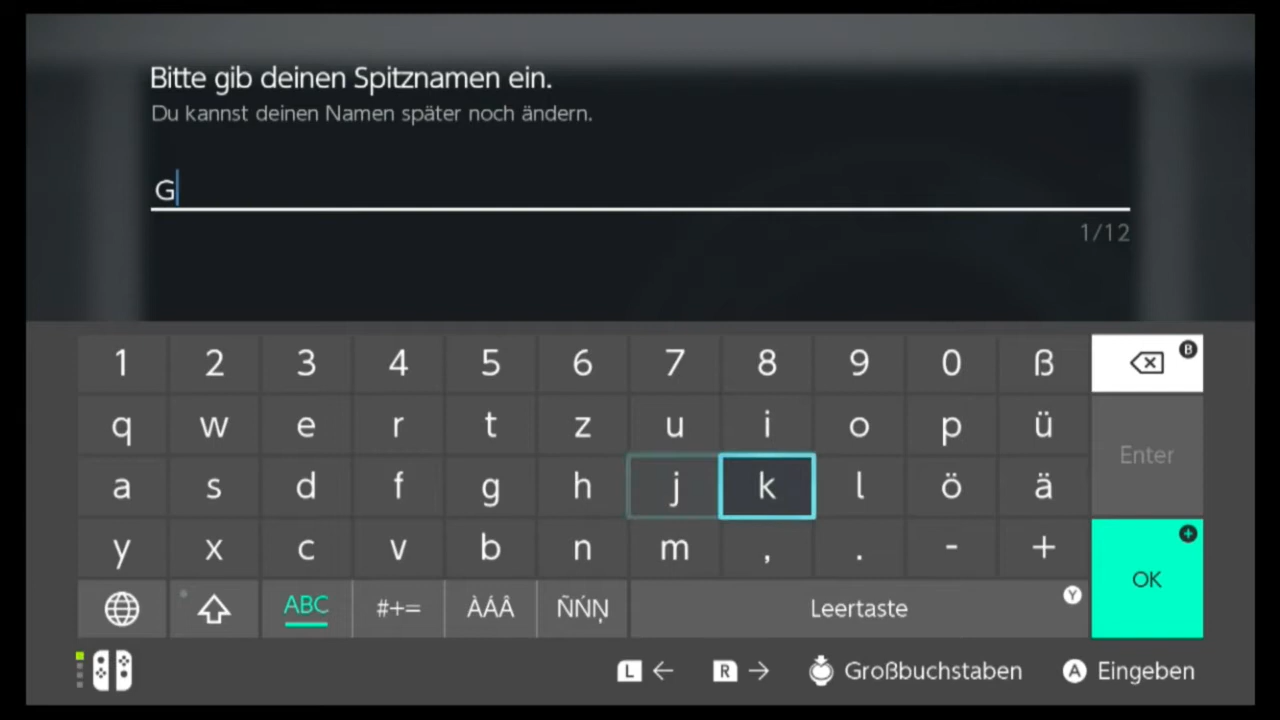 Bitte gib deinen Spitznamen ein.
Du kannst deinen Namen später noch ändern.
G
1/12
1 2 3 4 5 6 7 8 9 0 ß B
q w e r t z u i o p ü
Enter
a s d f g h j k l ö ä
y x c v b n m , . - +
+
OK
ABC #+= ÀÁÂ ÑŃŅ Leertaste Y
L ← R → Großbuchstaben A Eingeben